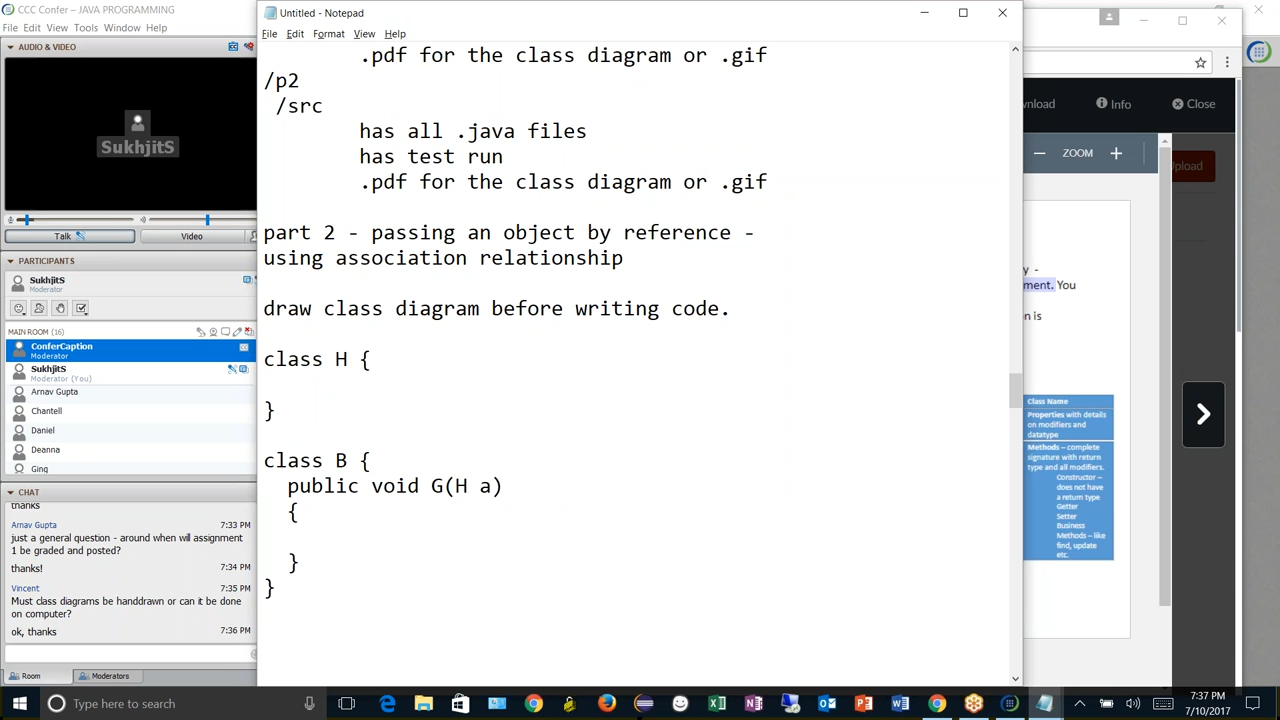 CCC Confer – JAVA PROGRAMMING
File Edit View Tools Window Help
AUDIO & VIDEO
SukhjitS
SukhjitS
Talk
Video
PARTICIPANTS
SukhjitS
Moderator
MAIN ROOM (16)
ConferCaption
Moderator
SukhjitS
Moderator (You)
Arnav Gupta
Chantell
Daniel
Deanna
Ging
CHAT
thanks
Arnav Gupta 7:33 PM
just a general question - around when will assignment
1 be graded and posted?
thanks! 7:34 PM
Vincent 7:35 PM
Must class diagrams be handdrawn or can it be done
on computer?
ok, thanks 7:36 PM
Room
Moderators
Untitled - Notepad
File Edit Format View Help
.pdf for the class diagram or .gif
/p2
/src
has all .java files
has test run
.pdf for the class diagram or .gif
part 2 - passing an object by reference -
using association relationship
draw class diagram before writing code.
class H {
}
class B {
public void G(H a)
{
}
}
Info
Close
ZOOM
ment. You
n is
Class Name
Properties with details
on modifiers and
datatype
Methods – complete
signature with return
type and all modifiers.
Constructor –
does not have
a return type
Getter
Setter
Business
Methods – like
find, update
etc.
Type here to search
7:37 PM
7/10/2017